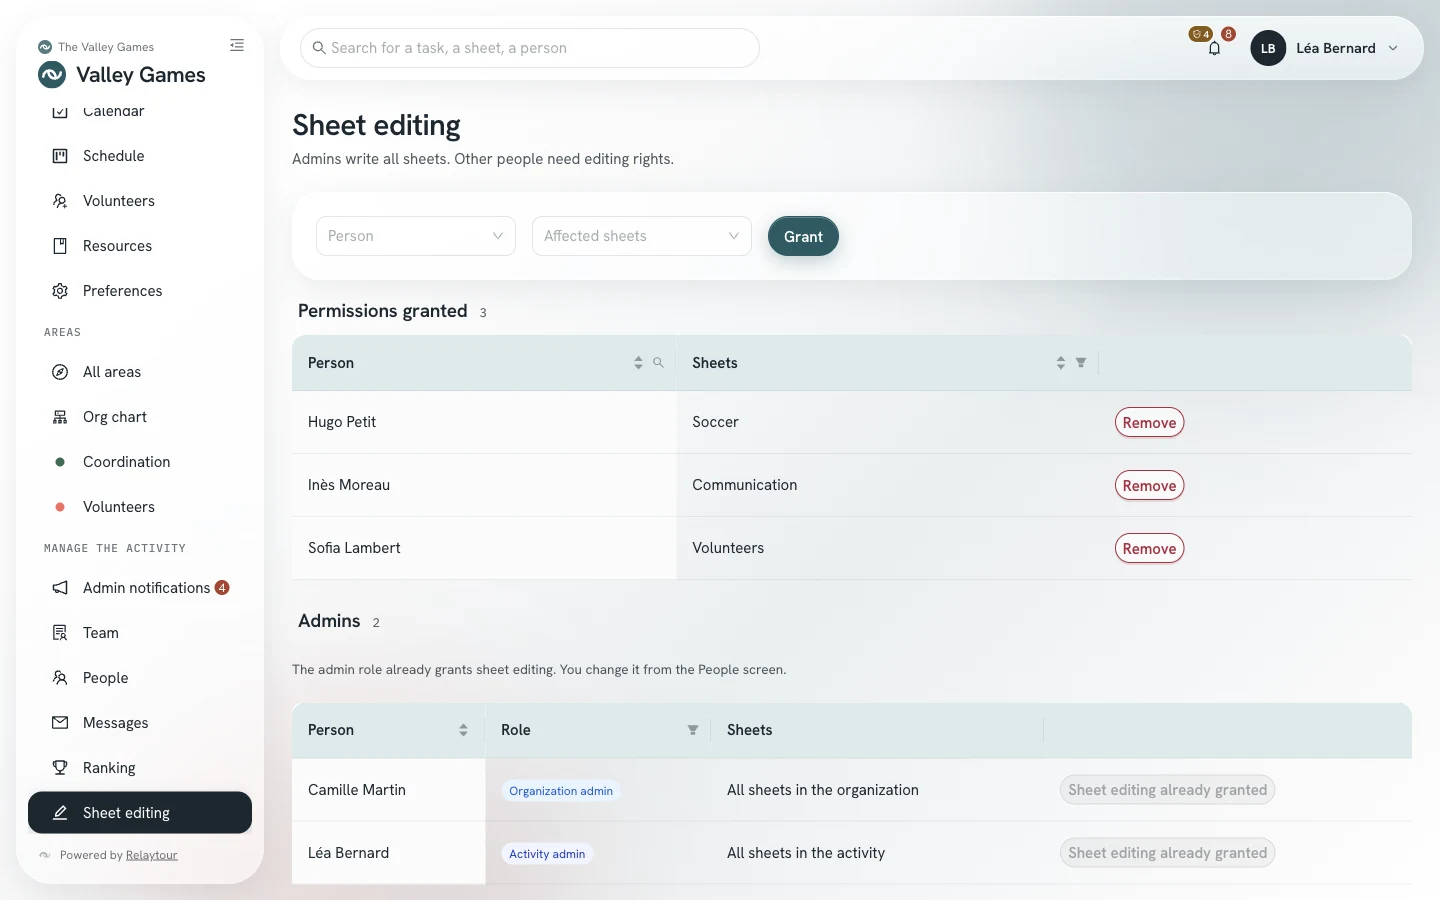 The Valley Games
Valley Games
Calendar
Schedule
Volunteers
Resources
Preferences
AREAS
All areas
Org chart
Coordination
Volunteers
MANAGE THE ACTIVITY
Admin notifications 4
Team
People
Messages
Ranking
Sheet editing
Powered by Relaytour
Search for a task, a sheet, a person
4
8
LB
Léa Bernard
Sheet editing
Admins write all sheets. Other people need editing rights.
Person
Affected sheets
Grant
Permissions granted 3
Person Sheets
Hugo Petit Soccer Remove
Inès Moreau Communication Remove
Sofia Lambert Volunteers Remove
Admins 2
The admin role already grants sheet editing. You change it from the People screen.
Person Role Sheets
Camille Martin Organization admin All sheets in the organization Sheet editing already granted
Léa Bernard Activity admin All sheets in the activity Sheet editing already granted